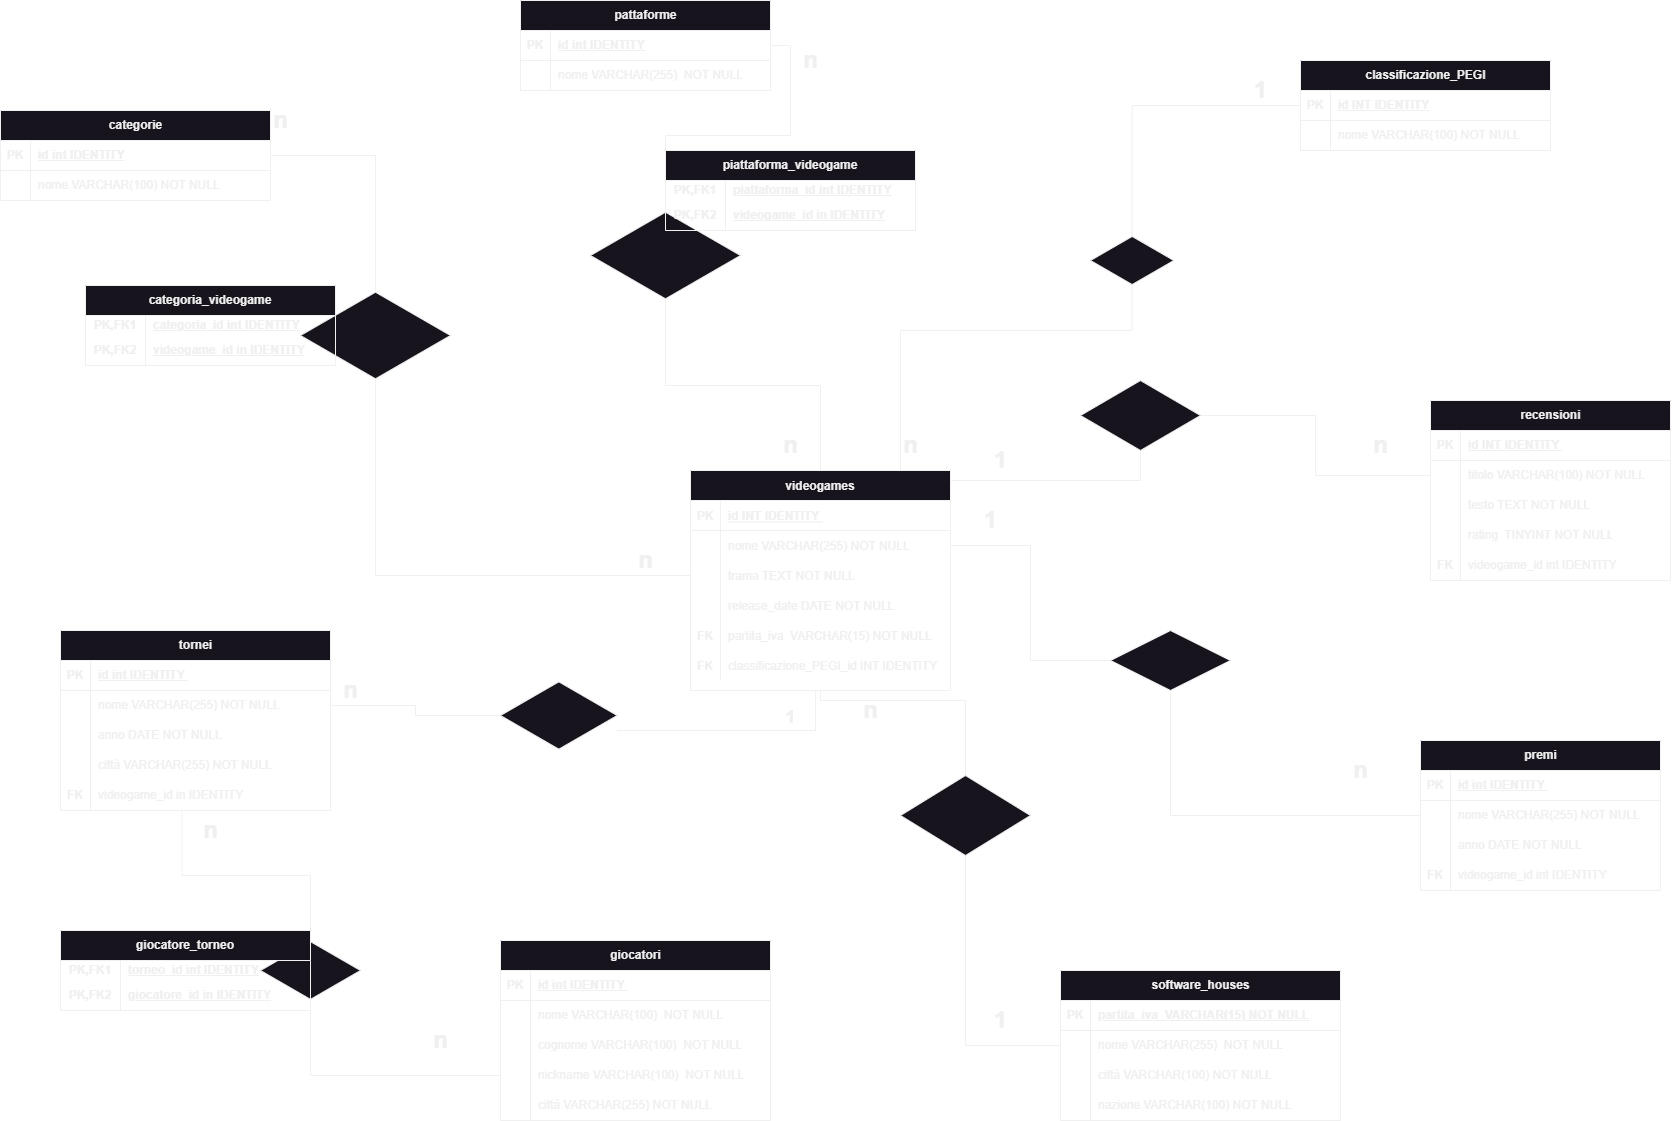 pattaforme
PK id int IDENTITY
nome VARCHAR(255) NOT NULL
n
classificazione_PEGI
PK id INT IDENTITY
nome VARCHAR(100) NOT NULL
1
categorie
PK id int IDENTITY
nome VARCHAR(100) NOT NULL
n
piattaforma_videogame
PK,FK1 piattaforma_id int IDENTITY
PK,FK2 videogame_id in IDENTITY
categoria_videogame
PK,FK1 categoria_id int IDENTITY
PK,FK2 videogame_id in IDENTITY
n
n
n
1
1
n
recensioni
PK id INT IDENTITY
titolo VARCHAR(100) NOT NULL
testo TEXT NOT NULL
rating TINYINT NOT NULL
FK videogame_id int IDENTITY
n
videogames
PK id INT IDENTITY
nome VARCHAR(255) NOT NULL
trama TEXT NOT NULL
release_date DATE NOT NULL
FK partita_iva VARCHAR(15) NOT NULL
FK classificazione_PEGI_id INT IDENTITY
tornei
PK id int IDENTITY
nome VARCHAR(255) NOT NULL
anno DATE NOT NULL
città VARCHAR(255) NOT NULL
FK videogame_id in IDENTITY
n
1
n
n
n
premi
PK id int IDENTITY
nome VARCHAR(255) NOT NULL
anno DATE NOT NULL
FK videogame_id int IDENTITY
giocatore_torneo
PK,FK1 torneo_id int IDENTITY
PK,FK2 giocatore_id in IDENTITY
n
giocatori
PK id int IDENTITY
nome VARCHAR(100) NOT NULL
cognome VARCHAR(100) NOT NULL
nickname VARCHAR(100) NOT NULL
città VARCHAR(255) NOT NULL
1
software_houses
PK partita_iva VARCHAR(15) NOT NULL
nome VARCHAR(255) NOT NULL
città VARCHAR(100) NOT NULL
nazione VARCHAR(100) NOT NULL